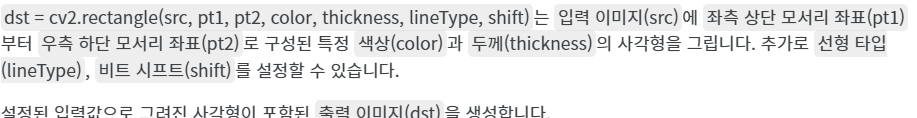 dst = cv2.rectangle(src, pt1, pt2, color, thickness, lineType, shift)는 입력 이미지(src)에 좌측 상단 모서리 좌표(pt1)
부터 우측 하단 모서리 좌표(pt2)로 구성된 특정 색상(color)과 두께(thickness)의 사각형을 그립니다. 추가로 선형 타입
(lineType), 비트 시프트(shift)를 설정할 수 있습니다.
설정된 입력값으로 그려진 사각형이 포함된 출력 이미지(dst)을 생성합니다.